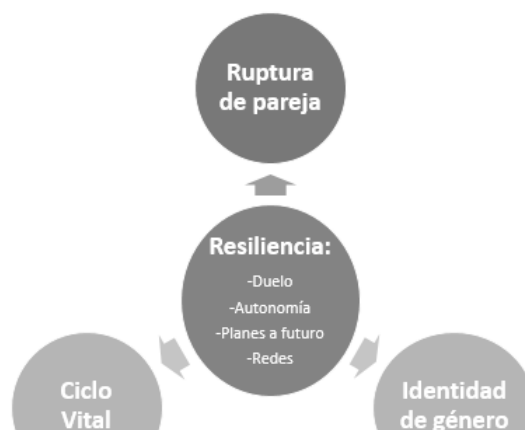 Ruptura
de pareja
Resiliencia:
-Duelo
-Autonomía
-Planes a futuro
-Redes
Ciclo
Vital
Identidad
de género